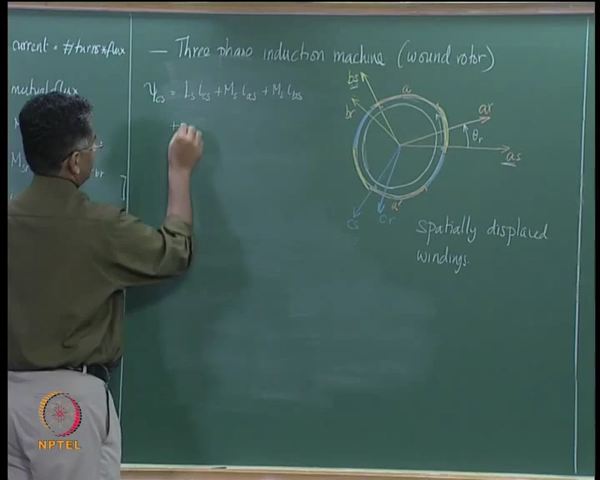 current = #turns × flux
mutual flux
— Three phase induction machine (wound rotor)
ψcs = Ls ics + Ms ias + Ms ibs
+
bs
br
a
ar
θr
as
a'
cs
cr
spatially displaced
windings.
br
NPTEL